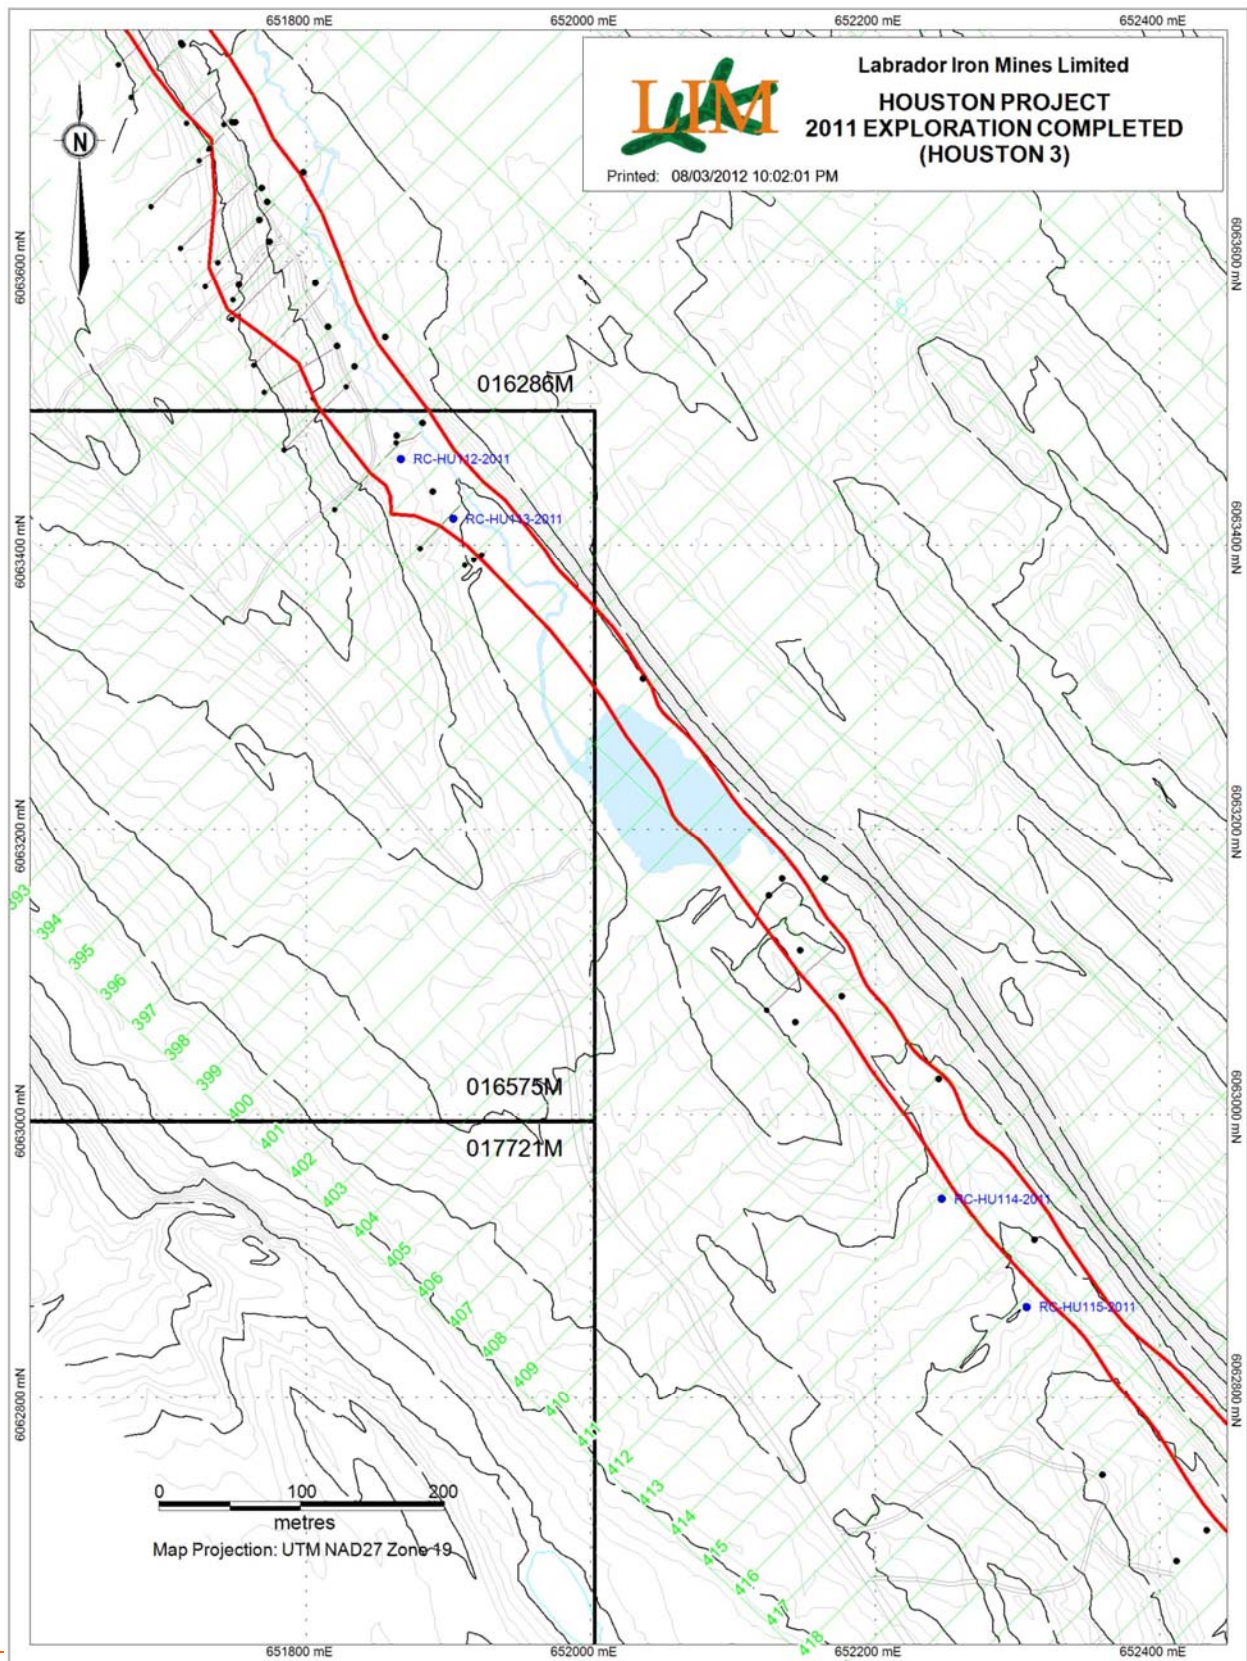 651800 mE
652000 mE
652200 mE
652400 mE
LIM
Labrador Iron Mines Limited
HOUSTON PROJECT
2011 EXPLORATION COMPLETED
(HOUSTON 3)
Printed: 08/03/2012 10:02:01 PM
N
6063600 mN
6063600 mN
016286M
RC-HU112-2011
RC-HU113-2011
6063400 mN
6063400 mN
6063200 mN
6063200 mN
393
394
395
396
397
398
399
400
401
402
403
404
405
406
407
408
409
410
411
412
413
414
415
416
417
418
016575M
6063000 mN
6063000 mN
017721M
RC-HU114-2011
RC-HU115-2011
6062800 mN
6062800 mN
0 100 200
metres
Map Projection: UTM NAD27 Zone 19
651800 mE
652000 mE
652200 mE
652400 mE